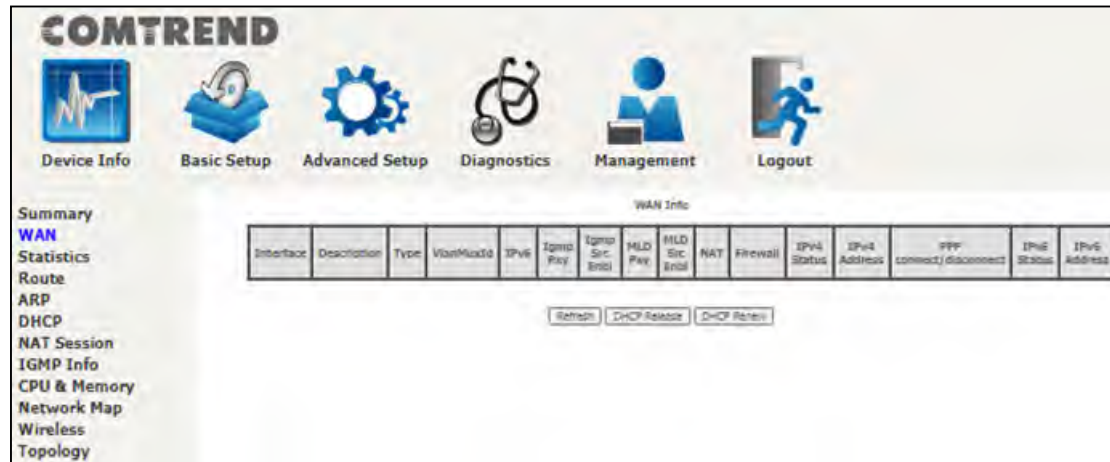 COMTREND
Device Info Basic Setup Advanced Setup Diagnostics Management Logout
Summary
WAN
Statistics
Route
ARP
DHCP
NAT Session
IGMP Info
CPU & Memory
Network Map
Wireless
Topology
WAN Info
Interface Description Type VlanMuxId IPv6 Igmp Pxy Igmp Src Enbl MLD Pxy MLD Src Enbl NAT Firewall IPv4 Status IPv4 Address PPP connect/disconnect IPv6 Status IPv6 Address
Refresh DHCP Release DHCP Renew